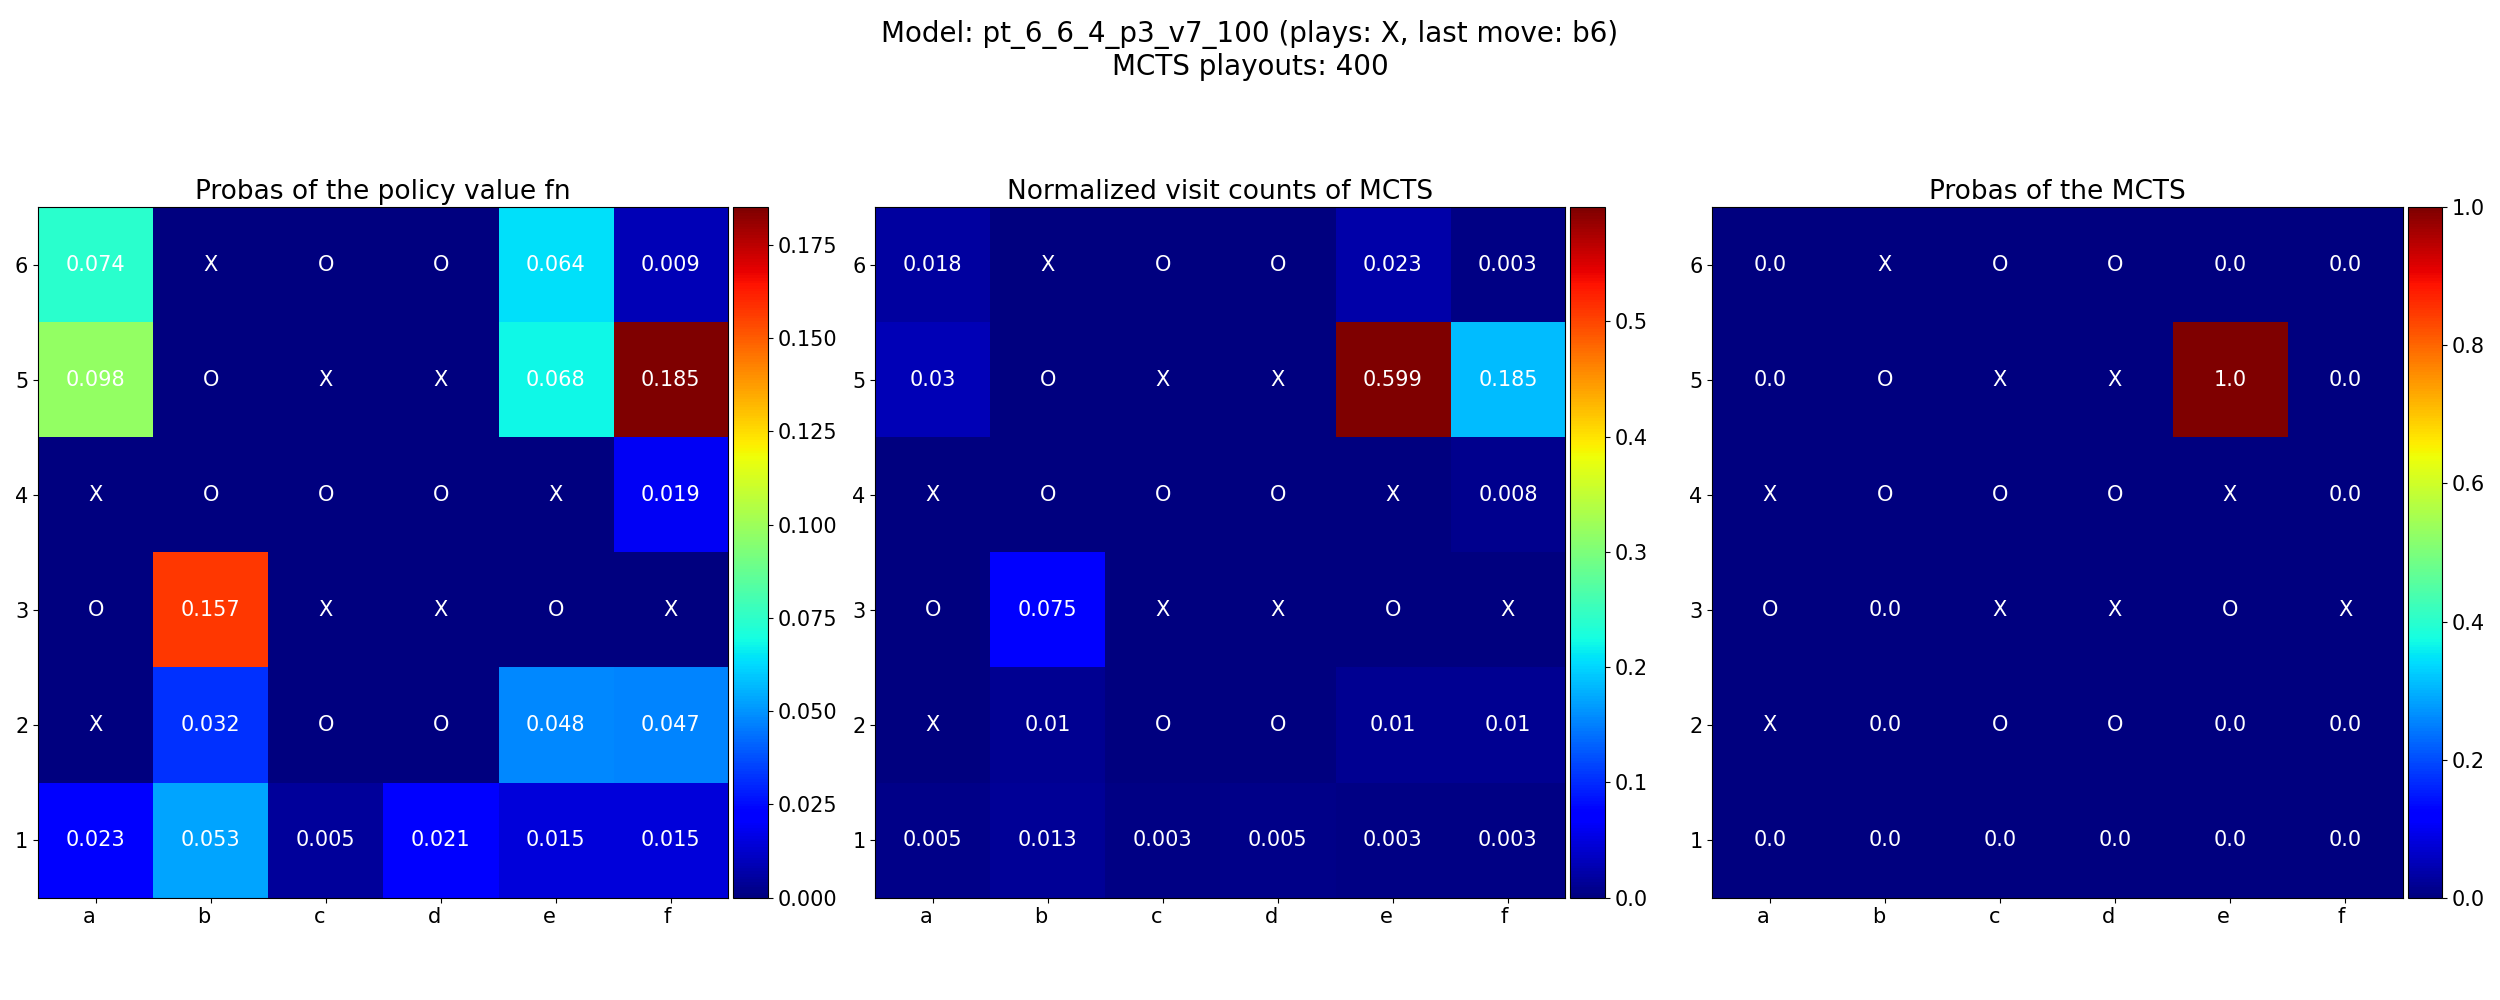 Model: pt_6_6_4_p3_v7_100 (plays: X, last move: b6)
MCTS playouts: 400
Probas of the policy value fn
6 0.074 X O O 0.064 0.009
5 0.098 O X X 0.068 0.185
4 X O O O X 0.019
3 O 0.157 X X O X
2 X 0.032 O O 0.048 0.047
1 0.023 0.053 0.005 0.021 0.015 0.015
a b c d e f
0.175
0.150
0.125
0.100
0.075
0.050
0.025
0.000
Normalized visit counts of MCTS
6 0.018 X O O 0.023 0.003
5 0.03 O X X 0.599 0.185
4 X O O O X 0.008
3 O 0.075 X X O X
2 X 0.01 O O 0.01 0.01
1 0.005 0.013 0.003 0.005 0.003 0.003
a b c d e f
0.5
0.4
0.3
0.2
0.1
0.0
Probas of the MCTS
6 0.0 X O O 0.0 0.0
5 0.0 O X X 1.0 0.0
4 X O O O X 0.0
3 O 0.0 X X O X
2 X 0.0 O O 0.0 0.0
1 0.0 0.0 0.0 0.0 0.0 0.0
a b c d e f
1.0
0.8
0.6
0.4
0.2
0.0